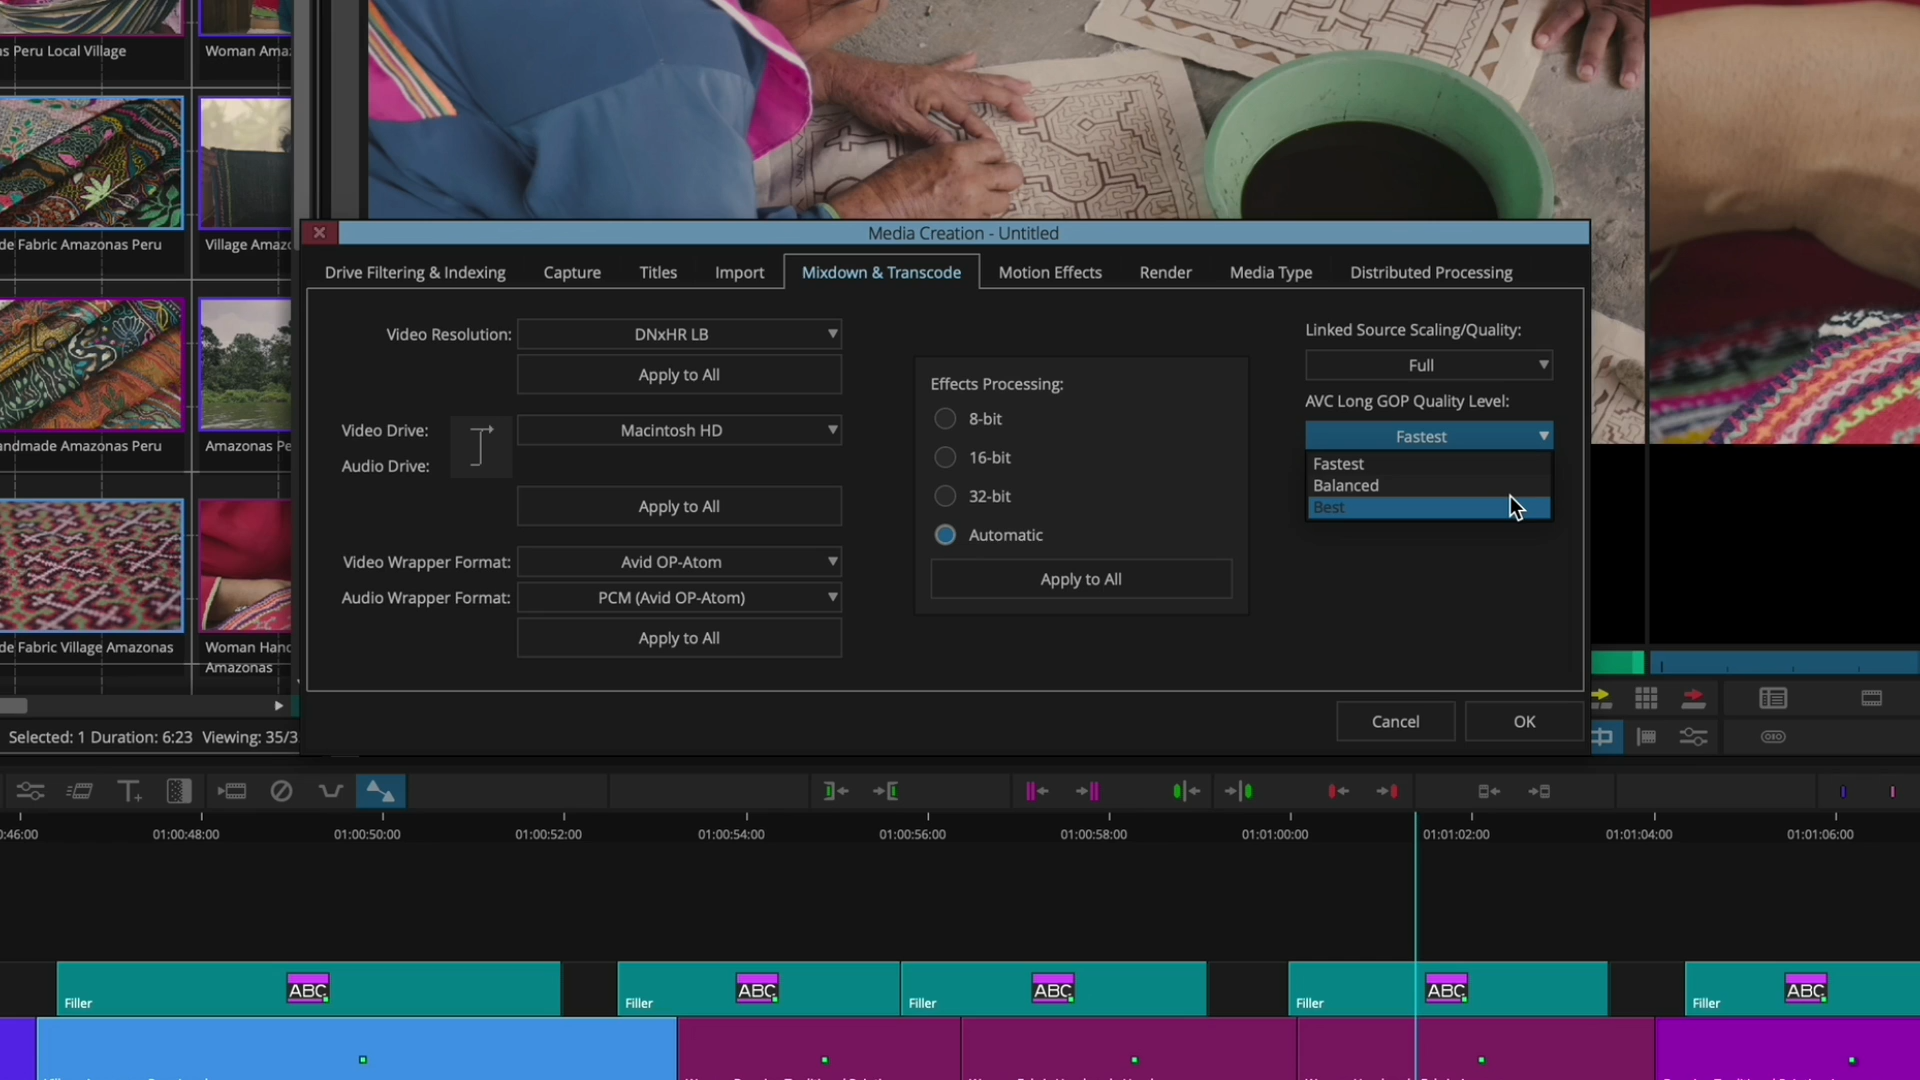 as Peru Local Village
Woman Amaz
de Fabric Amazonas Peru
Village Amazo
andmade Amazonas Peru
Amazonas Pe
de Fabric Village Amazonas
Woman Hand
Amazonas
Selected: 1 Duration: 6:23 Viewing: 35/3
Media Creation - Untitled
Drive Filtering & Indexing
Capture
Titles
Import
Mixdown & Transcode
Motion Effects
Render
Media Type
Distributed Processing
Video Resolution:
DNxHR LB
Apply to All
Video Drive:
Macintosh HD
Audio Drive:
Apply to All
Video Wrapper Format:
Avid OP-Atom
Audio Wrapper Format:
PCM (Avid OP-Atom)
Apply to All
Effects Processing:
8-bit
16-bit
32-bit
Automatic
Apply to All
Linked Source Scaling/Quality:
Full
AVC Long GOP Quality Level:
Fastest
Fastest
Balanced
Best
Cancel
OK
0:46:00
01:00:48:00
01:00:50:00
01:00:52:00
01:00:54:00
01:00:56:00
01:00:58:00
01:01:00:00
01:01:02:00
01:01:04:00
01:01:06:00
Filler
ABC
Filler
ABC
Filler
ABC
Filler
ABC
Filler
ABC